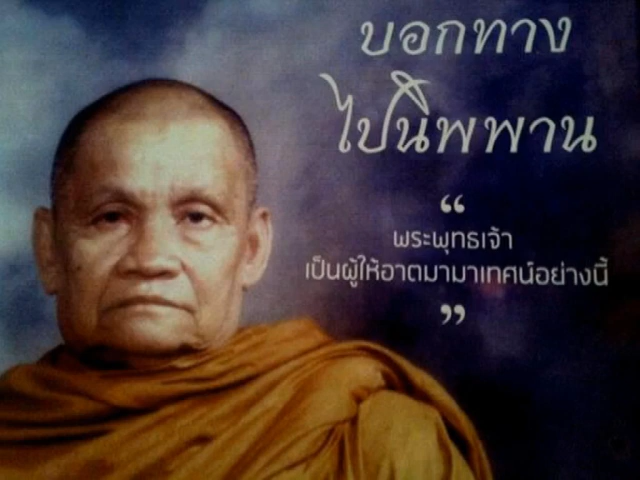 บอกทาง
ไปนิพพาน
“
พระพุทธเจ้า
เป็นผู้ให้อาตมามาเทศน์อย่างนี้
”